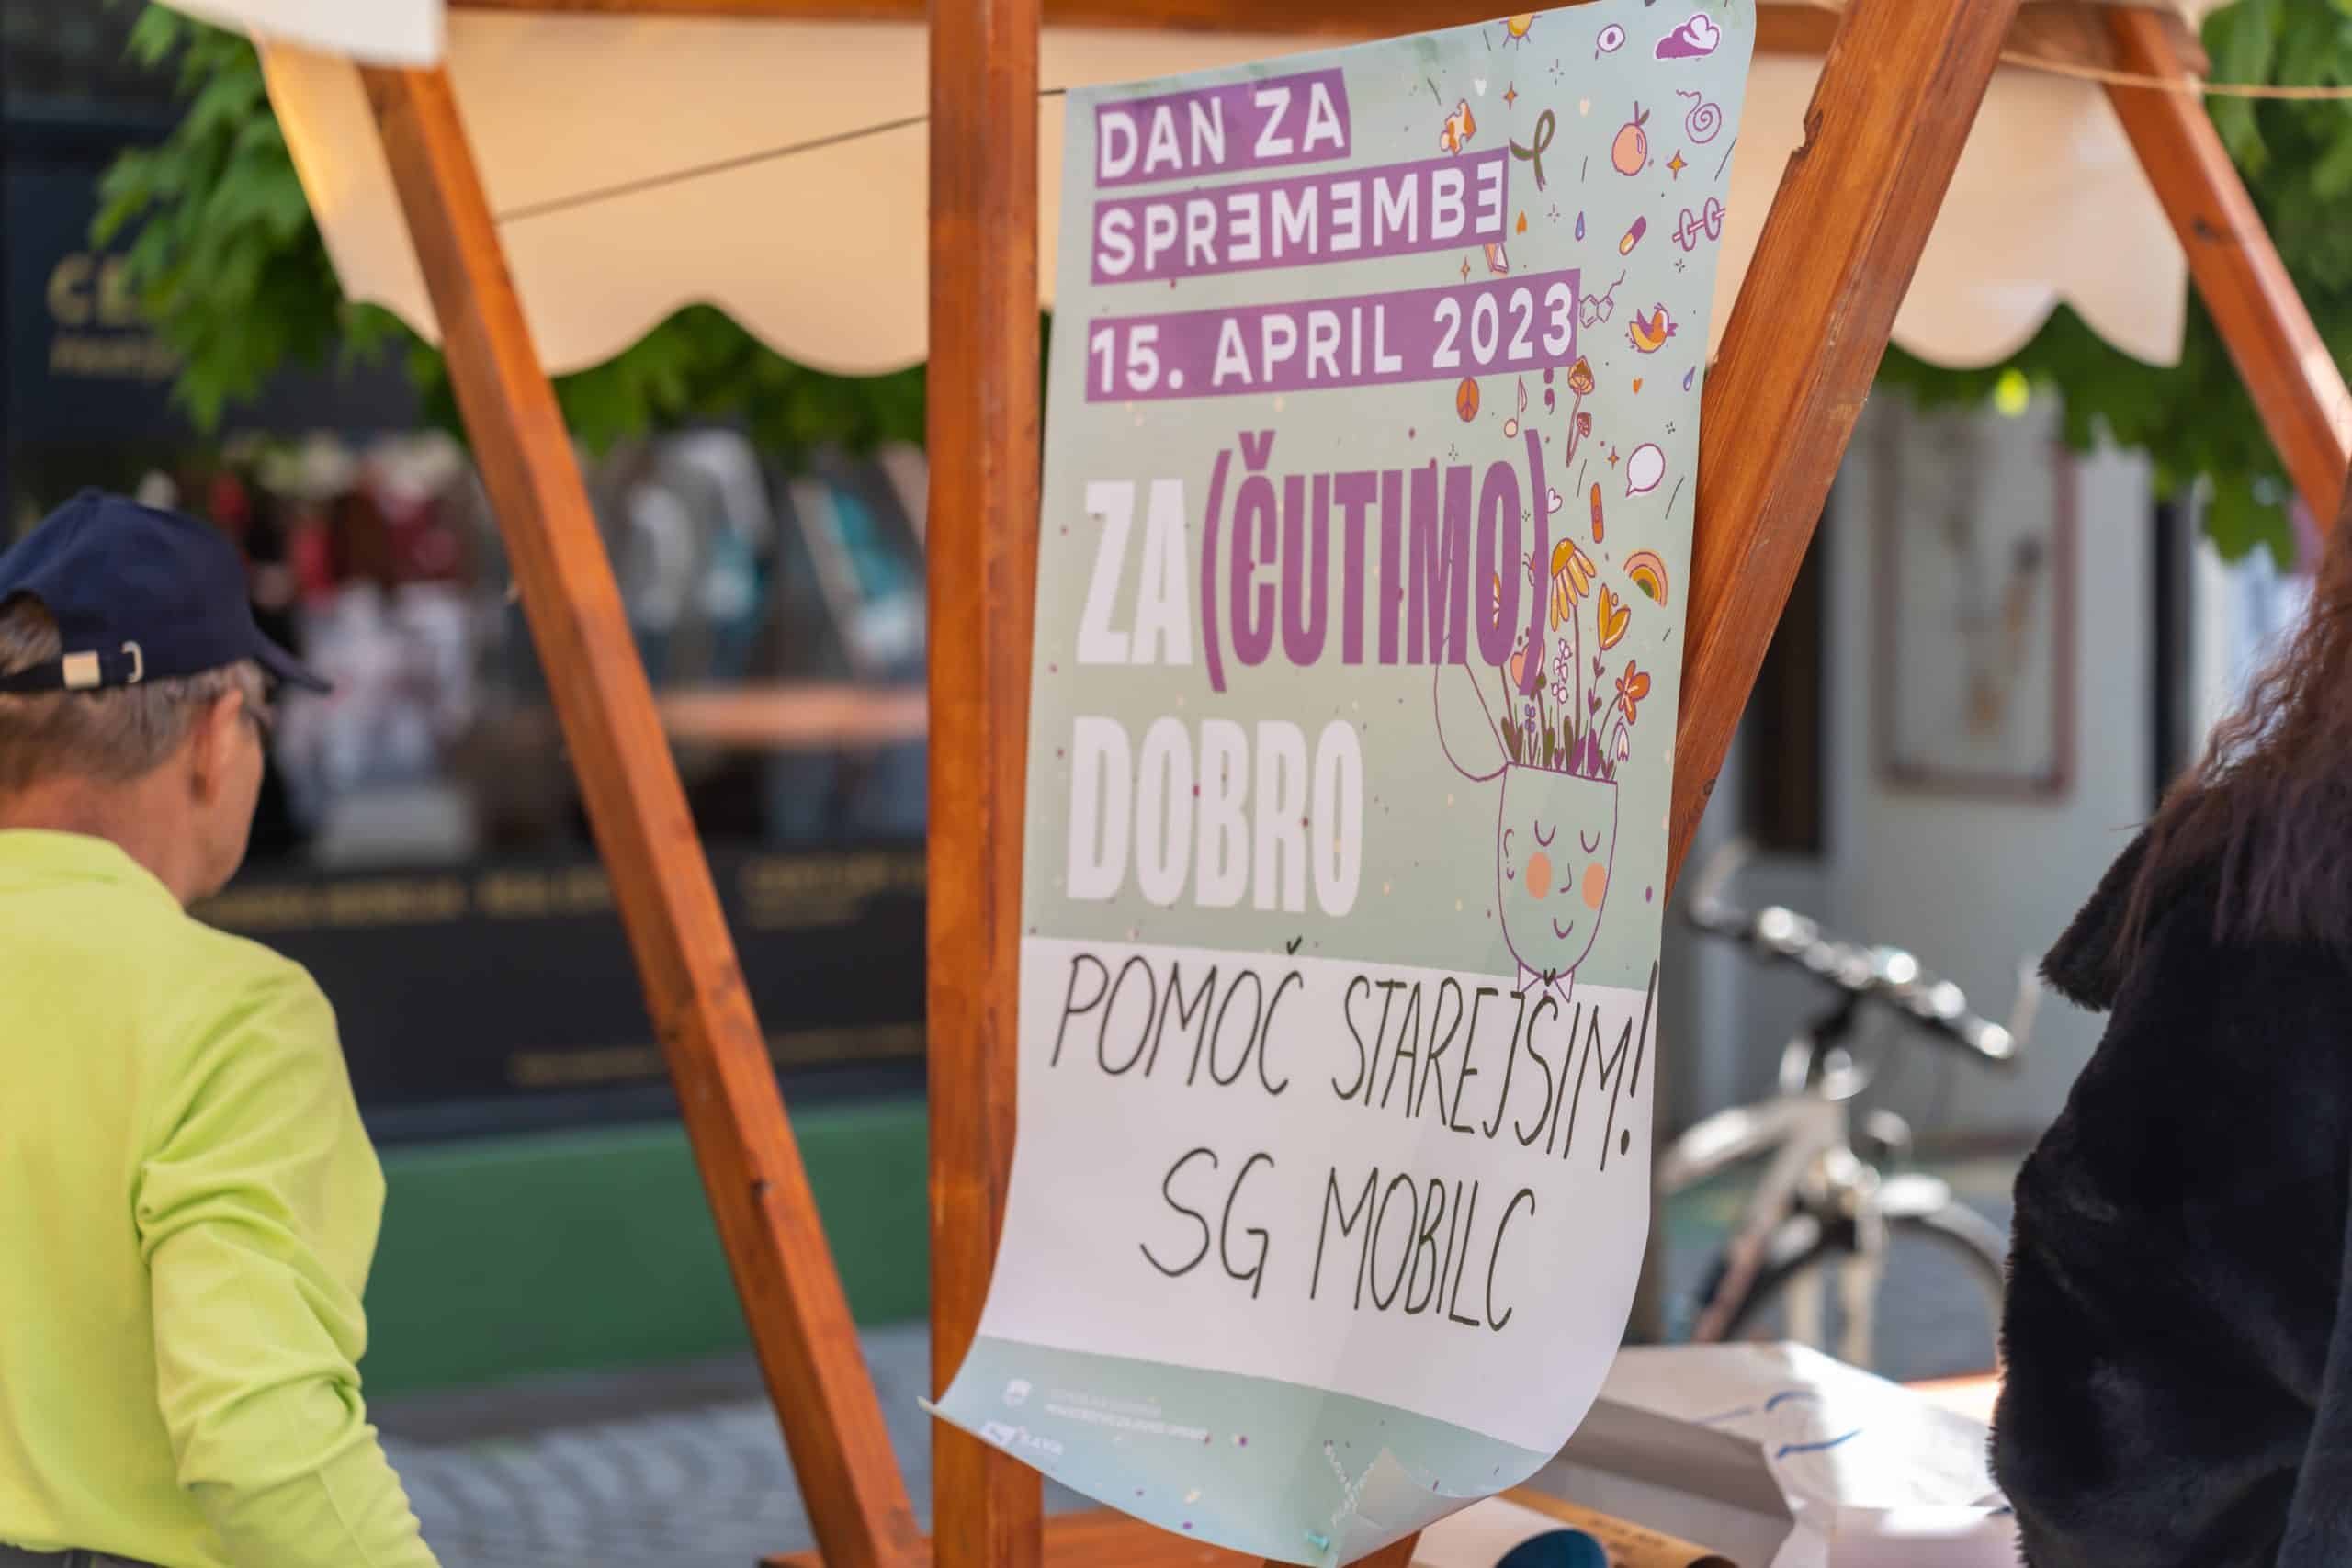 DAN ZA
SPREMEMBE
15. APRIL 2023
ZA(ČUTIMO)
DOBRO
POMOČ STAREJŠIM!
SG MOBILC